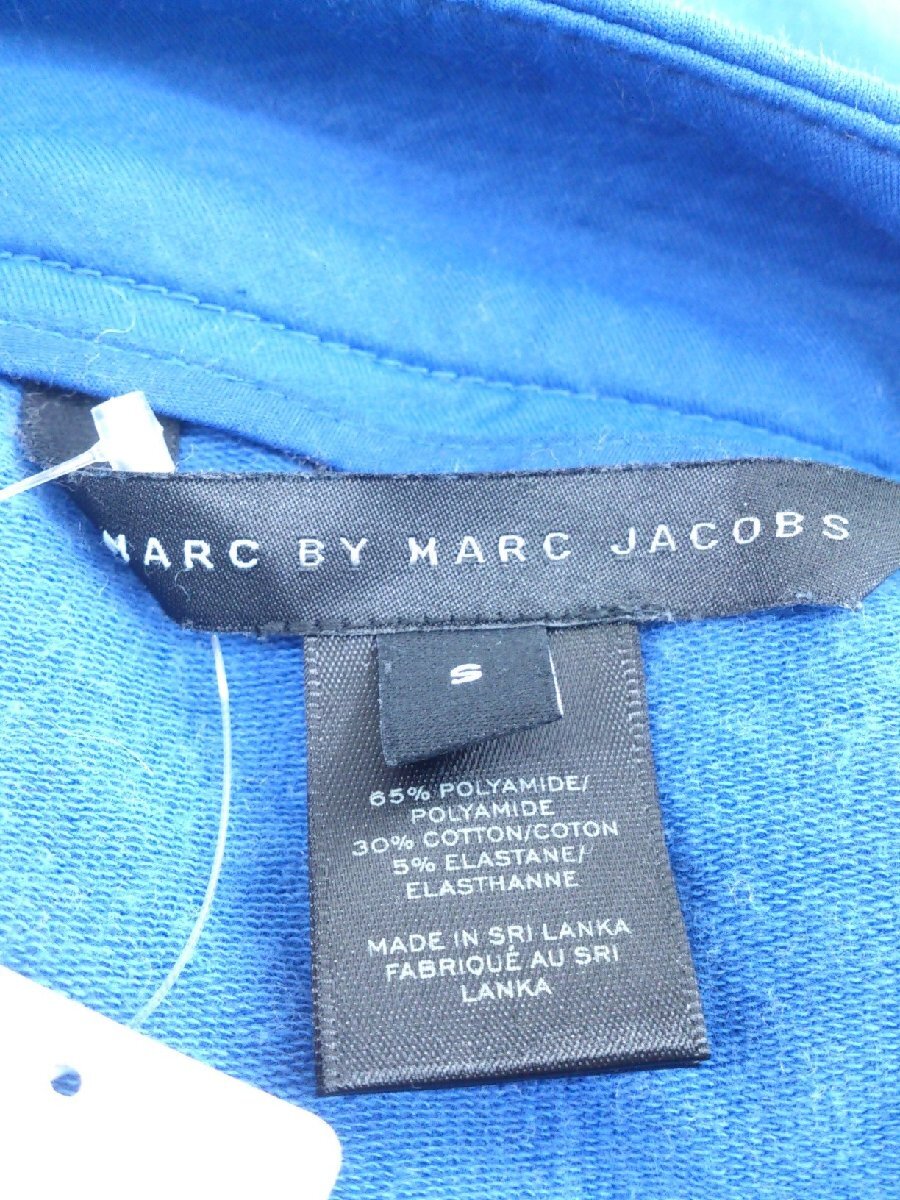 MARC BY MARC JACOBS
S
65% POLYAMIDE/
POLYAMIDE
30% COTTON/COTON
5% ELASTANE/
ELASTHANNE
MADE IN SRI LANKA
FABRIQUÉ AU SRI
LANKA